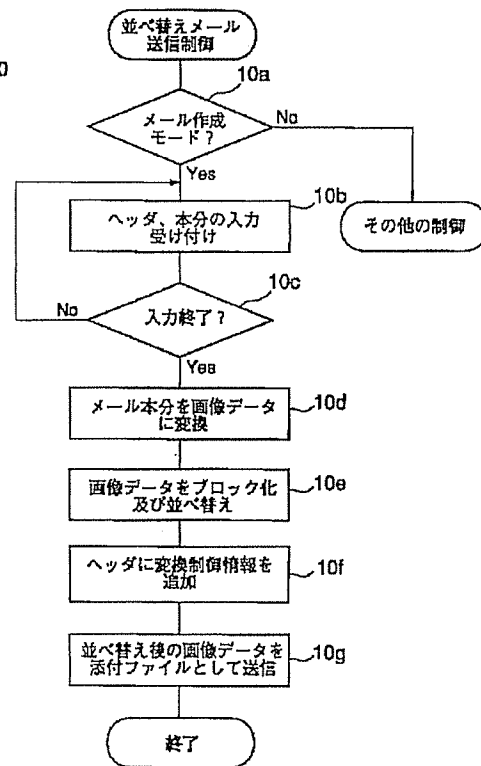 並べ替えメール
送信制御
10a
メール作成
モード？
No
Yes
10b
ヘッダ、本分の入力
受け付け
その他の制御
10c
入力終了？
No
Yes
メール本分を画像データ
に変換
10d
画像データをブロック化
及び並べ替え
10e
ヘッダに変換制御情報を
追加
10f
並べ替え後の画像データを
添付ファイルとして送信
10g
終了